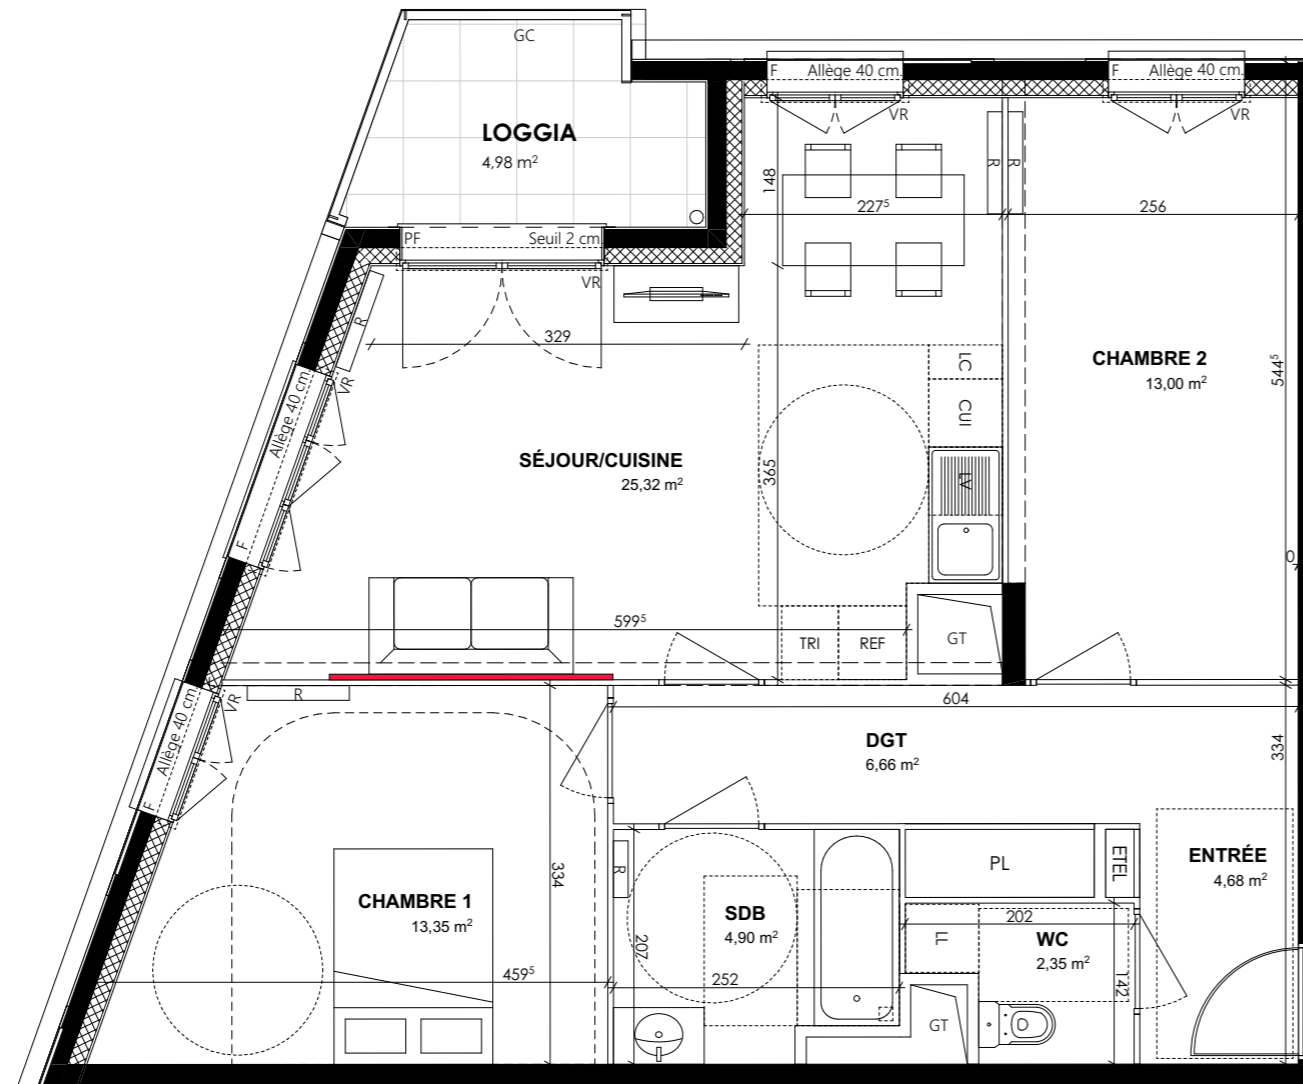 GC
F Allège 40 cm.
F Allège 40 cm.
VR
VR
LOGGIA
4,98 m²
148
R
R
227⁵
256
PF Seuil 2 cm.
VR
R
329
VR
Allège 40 cm.
F
LC
CUI
LV
CHAMBRE 2
13,00 m²
544⁵
SÉJOUR/CUISINE
25,32 m²
365
0
599⁵
TRI
REF
GT
R
VR
Allège 40 cm.
F
604
DGT
6,66 m²
334
334
CHAMBRE 1
13,35 m²
459⁵
R
SDB
4,90 m²
207
252
PL
ETEL
ENTRÉE
4,68 m²
202
LL
WC
2,35 m²
142
GT